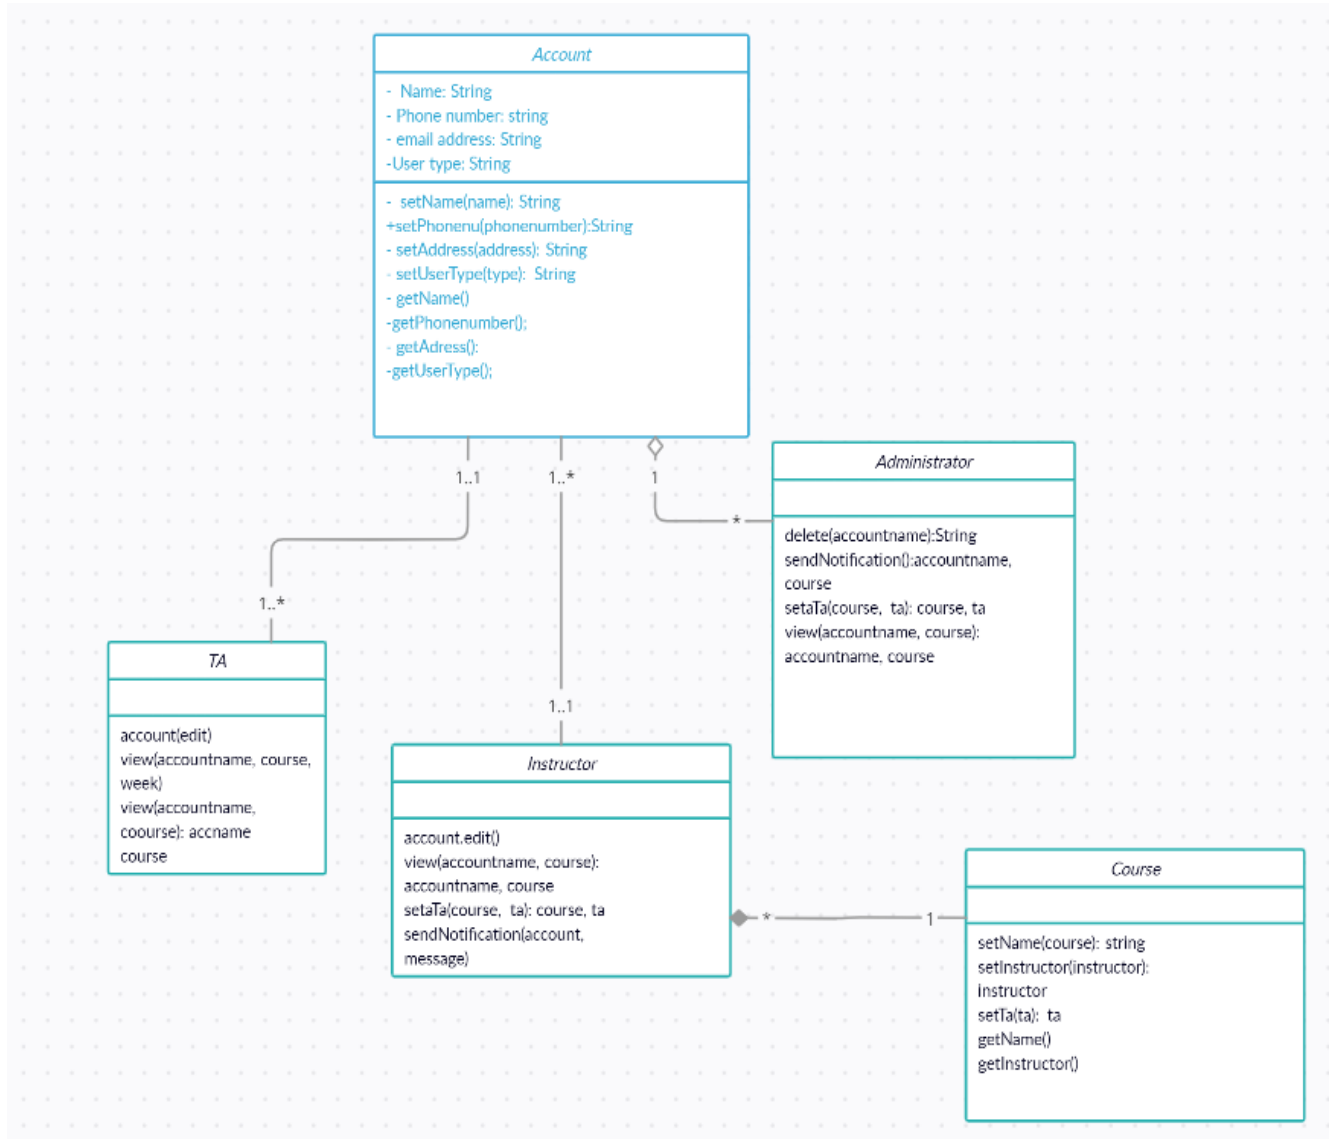 Account
- Name: String
- Phone number: string
- email address: String
-User type: String
- setName(name): String
+setPhonenu(phonenumber):String
- setAddress(address): String
- setUserType(type): String
- getName()
-getPhonenumber();
- getAdress():
-getUserType();
1..1
1..*
1
*
Administrator
delete(accountname):String
sendNotification():accountname,
course
setaTa(course, ta): course, ta
view(accountname, course):
accountname, course
1..*
TA
account(edit)
view(accountname, course,
week)
view(accountname,
coourse): accname
course
1..1
Instructor
account.edit()
view(accountname, course):
accountname, course
setaTa(course, ta): course, ta
sendNotification(account,
message)
*
1
Course
setName(course): string
setInstructor(instructor):
instructor
setTa(ta): ta
getName()
getInstructor()